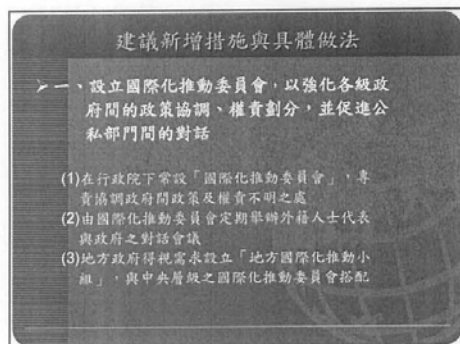 建議新增措施與具體做法
➢一、設立國際化推動委員會，以強化各級政
府間的政策協調、權責劃分，並促進公
私部門間的對話
(1)在行政院下常設「國際化推動委員會」，專
責協調政府間政策及權責不明之處
(2)由國際化推動委員會定期舉辦外籍人士代表
與政府之對話會議
(3)地方政府得視需求設立「地方國際化推動小
組」，與中央層級之國際化推動委員會搭配